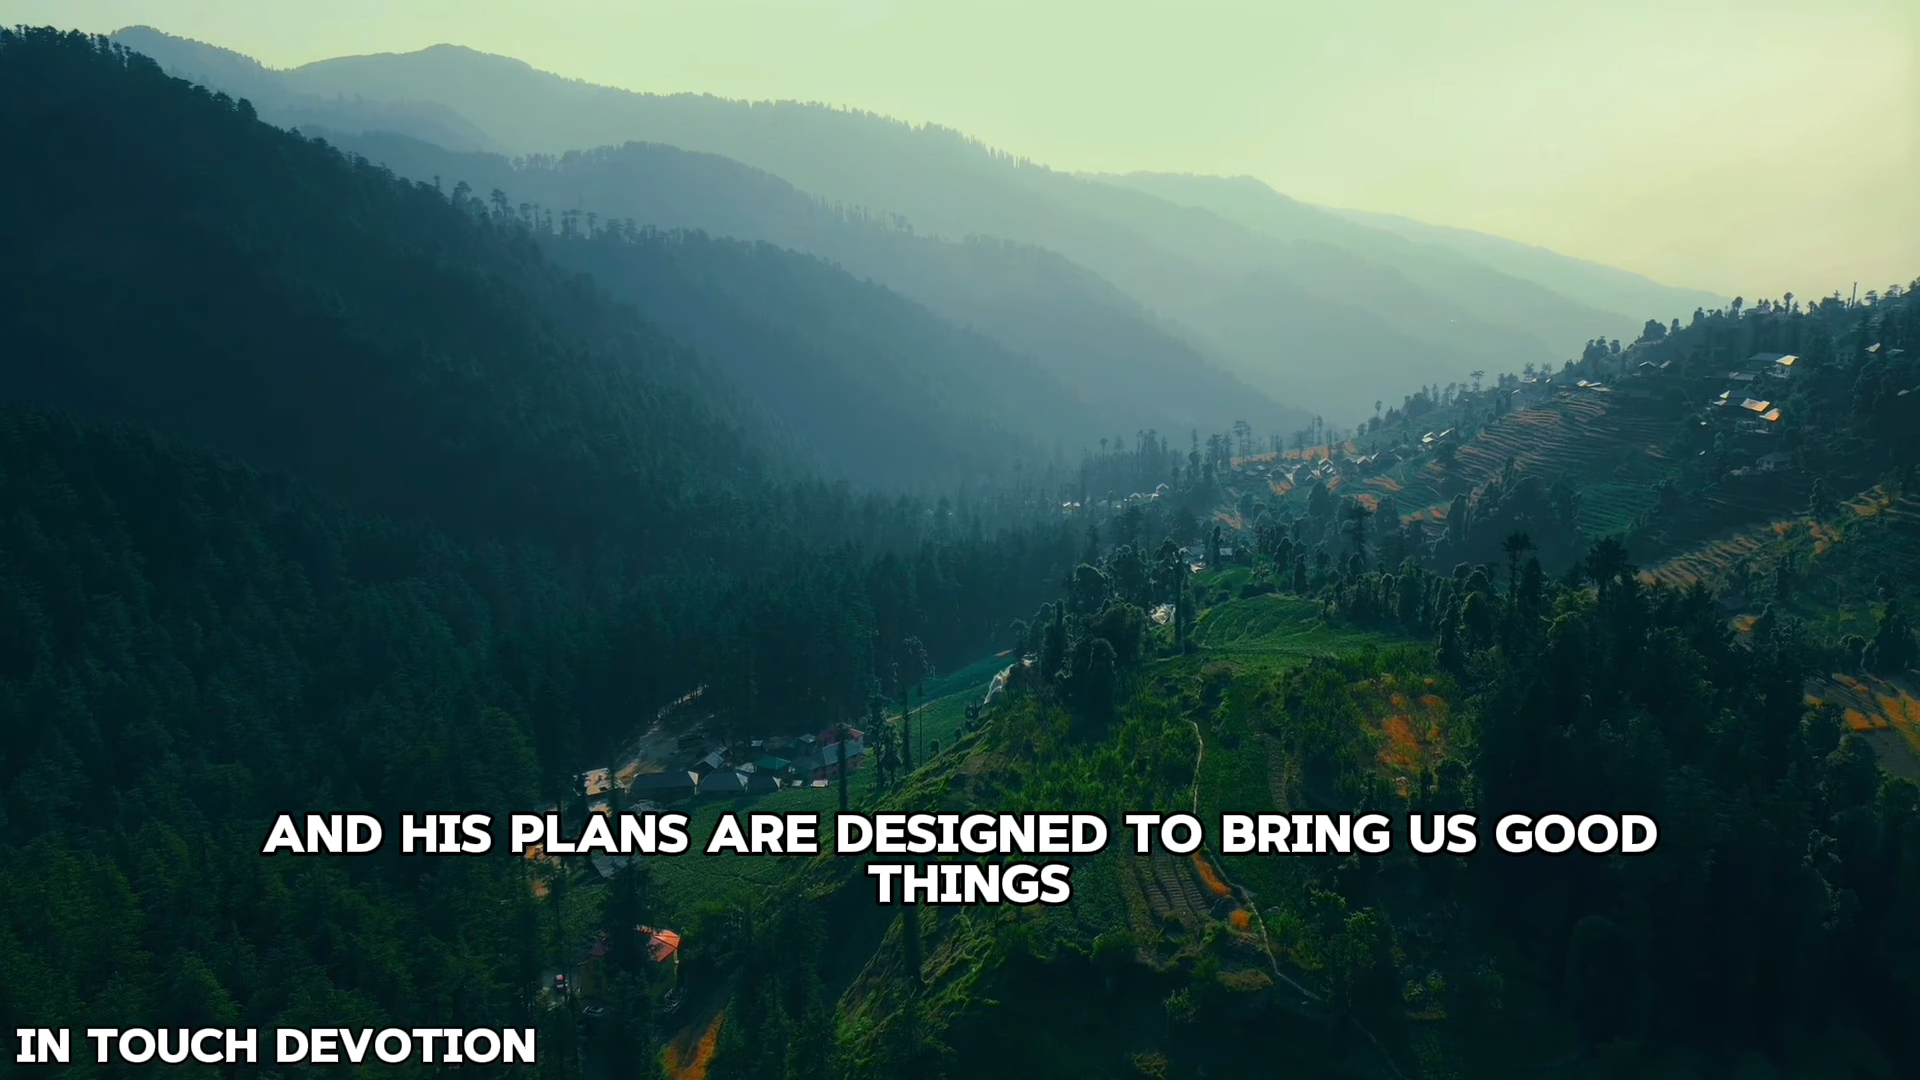 AND HIS PLANS ARE DESIGNED TO BRING US GOOD
THINGS
IN TOUCH DEVOTION